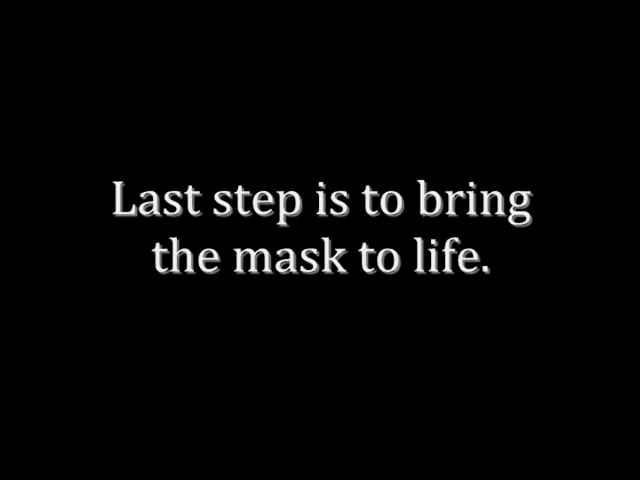 Last step is to bring
the mask to life.